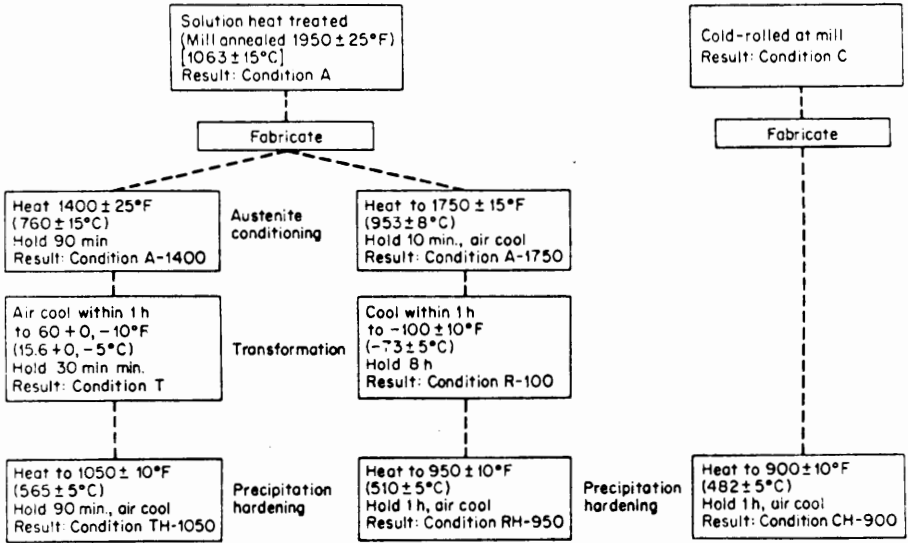 Solution heat treated
(Mill annealed 1950±25°F)
[1063±15°C]
Result: Condition A
Cold-rolled at mill
Result: Condition C
Fabricate
Fabricate
Heat 1400±25°F
(760±15°C)
Hold 90 min
Result: Condition A-1400
Austenite
conditioning
Heat to 1750±15°F
(953±8°C)
Hold 10 min., air cool
Result: Condition A-1750
Air cool within 1h
to 60+0,-10°F
(15.6+0,-5°C)
Hold 30 min min.
Result: Condition T
Transformation
Cool within 1h
to -100±10°F
(-73±5°C)
Hold 8h
Result: Condition R-100
Heat to 1050±10°F
(565±5°C)
Hold 90 min., air cool
Result: Condition TH-1050
Precipitation
hardening
Heat to 950±10°F
(510±5°C)
Hold 1h, air cool
Result: Condition RH-950
Precipitation
hardening
Heat to 900±10°F
(482±5°C)
Hold 1h, air cool
Result: Condition CH-900